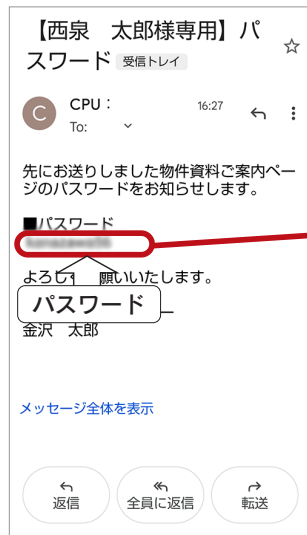 【西泉　太郎様専用】パ
スワード 受信トレイ
C
CPU：
16:27
To:
先にお送りしました物件資料ご案内ペー
ジのパスワードをお知らせします。
■パスワード
よろし　願いいたします。
パスワード
金沢　太郎
メッセージ全体を表示
返信
全員に返信
転送